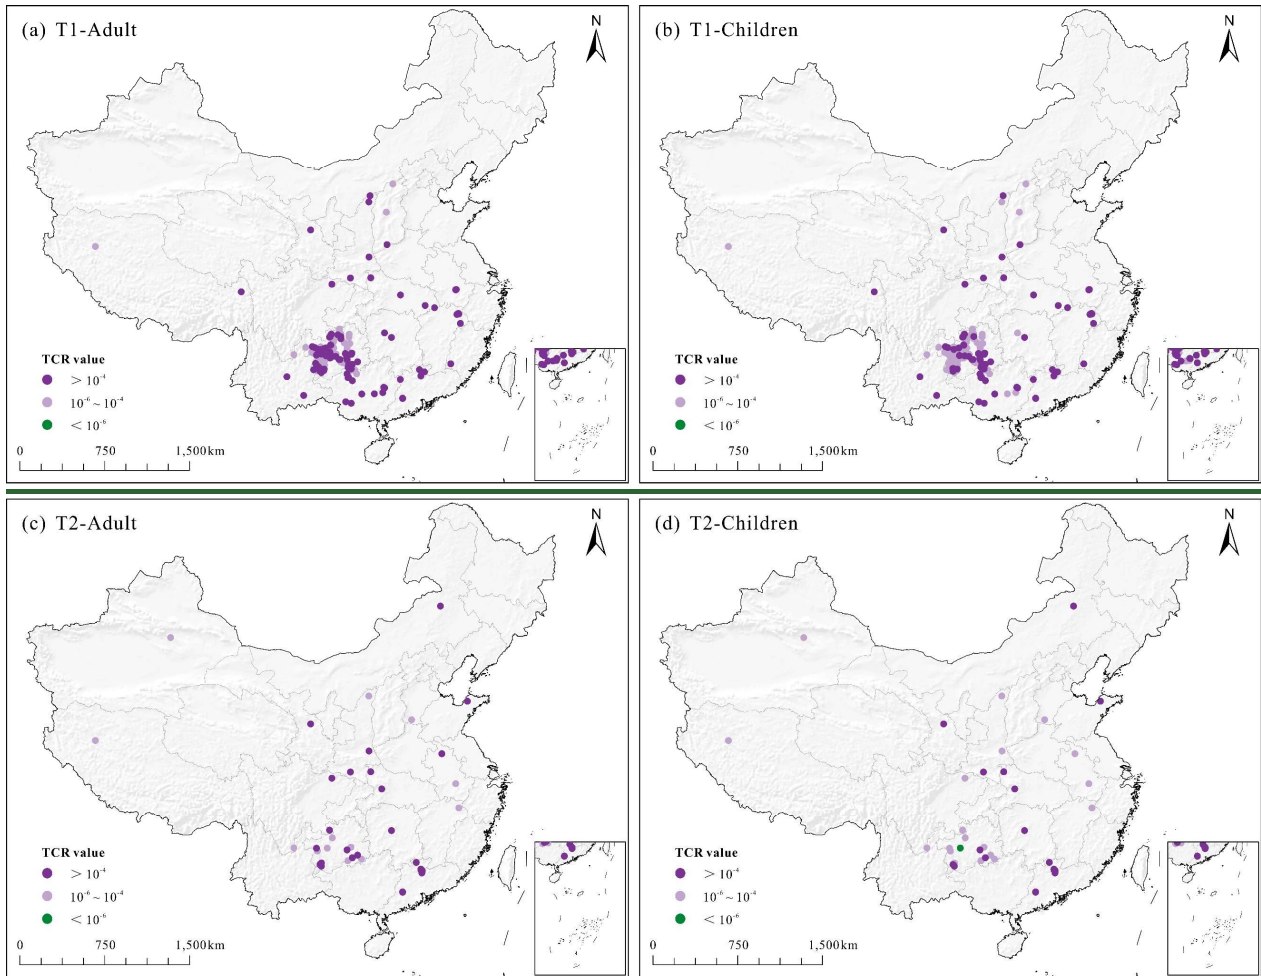 (a) T1-Adult
N
TCR value
> 10⁻⁴
10⁻⁶ ~ 10⁻⁴
< 10⁻⁶
0 750 1,500km
(b) T1-Children
N
TCR value
> 10⁻⁴
10⁻⁶ ~ 10⁻⁴
< 10⁻⁶
0 750 1,500km
(c) T2-Adult
N
TCR value
> 10⁻⁴
10⁻⁶ ~ 10⁻⁴
< 10⁻⁶
0 750 1,500km
(d) T2-Children
N
TCR value
> 10⁻⁴
10⁻⁶ ~ 10⁻⁴
< 10⁻⁶
0 750 1,500km